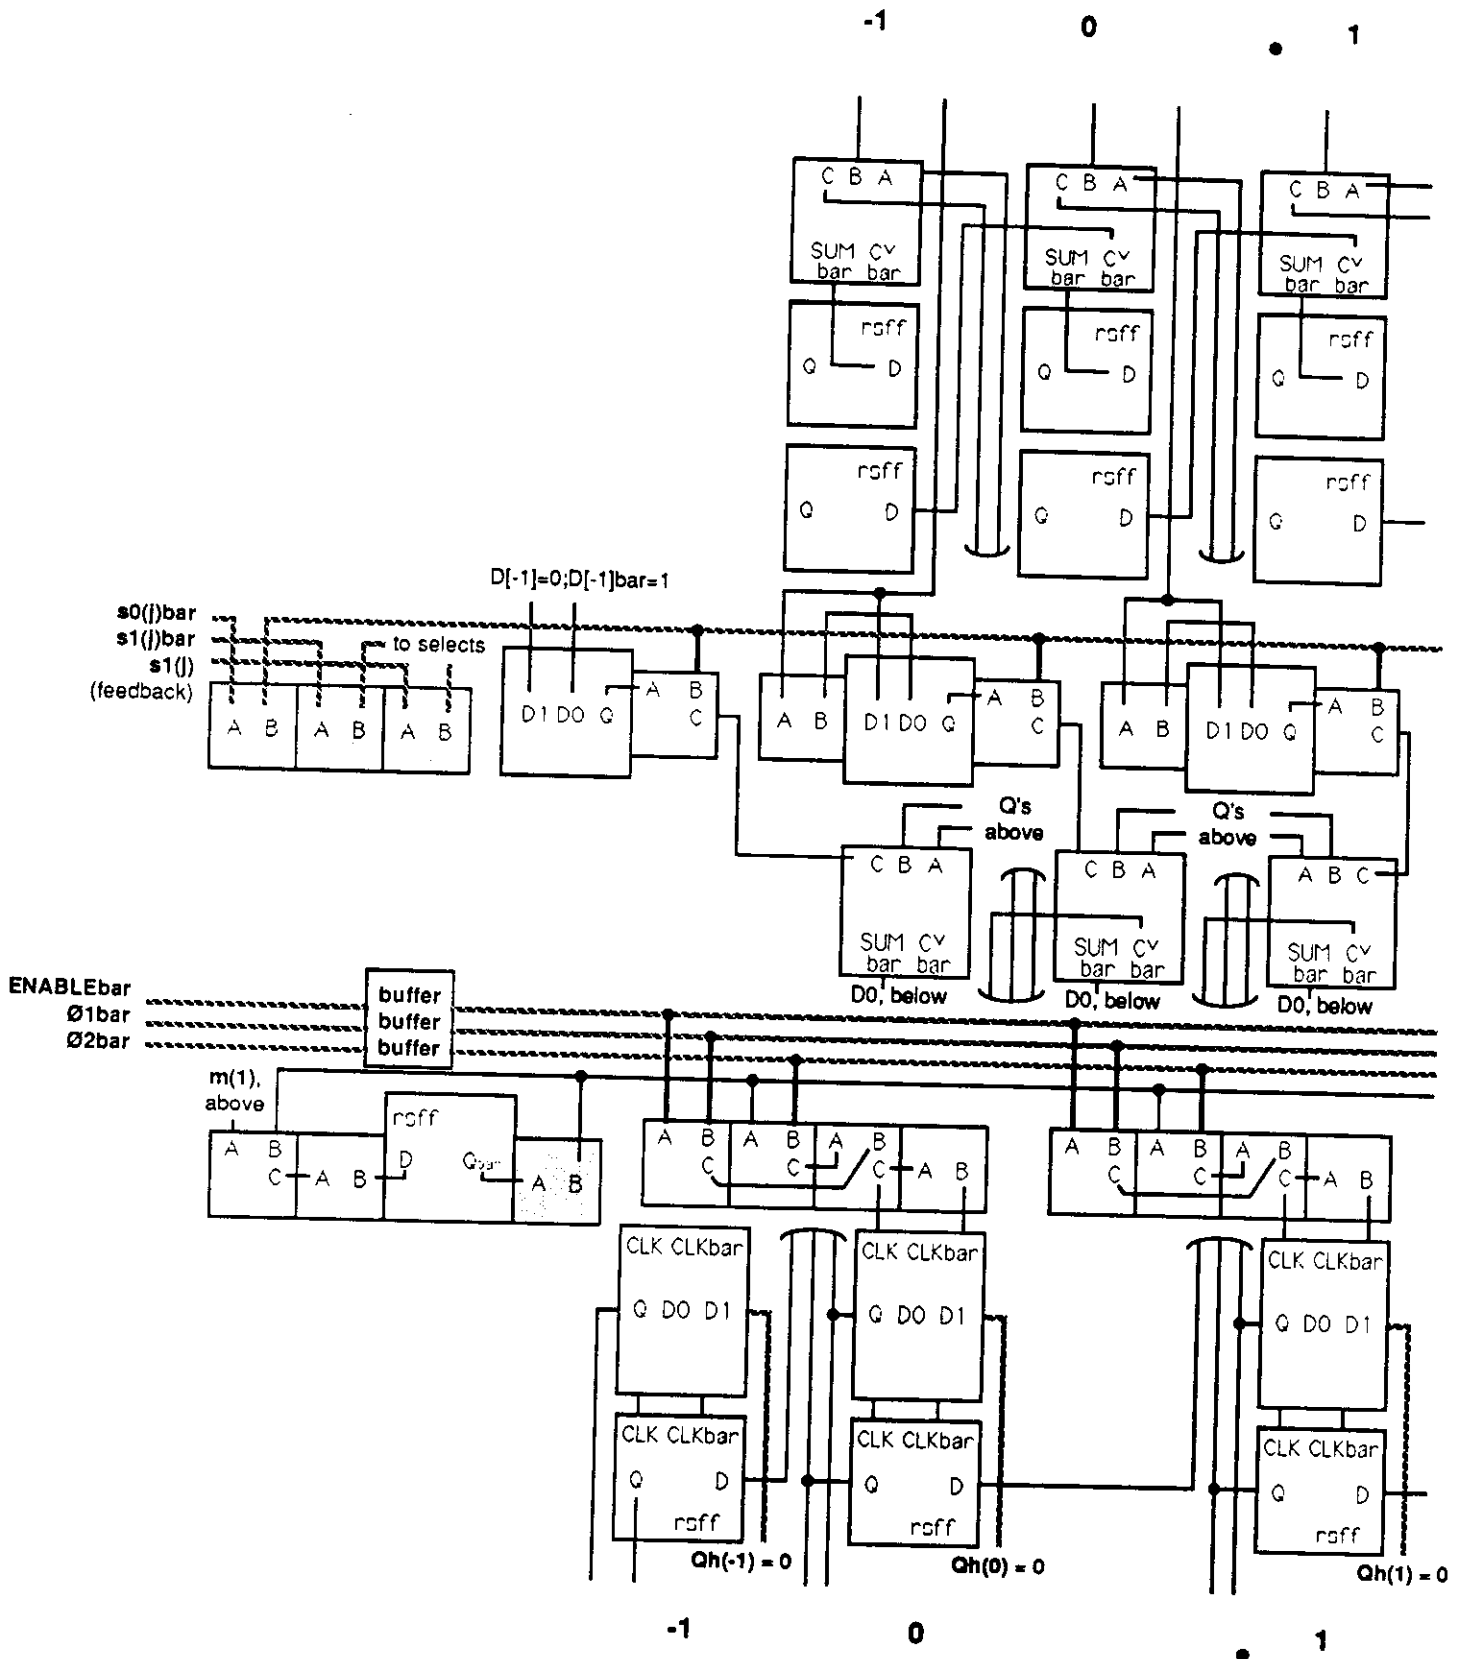 -1 0 1
C B A C B A C B A
SUM Cv SUM Cv SUM Cv
bar bar bar bar bar bar
rsff rsff rsff
Q D Q D Q D
rsff rsff rsff
Q D Q D Q D
D[-1]=0;D[-1]bar=1
s0(j)bar
s1(j)bar to selects
s1(j)
(feedback)
A B A B A B D1 D0 Q A B C A B D1 D0 Q A B C A B D1 D0 Q A B C
Q's Q's
above above
C B A C B A A B C
SUM Cv SUM Cv SUM Cv
bar bar bar bar bar bar
D0, below D0, below D0, below
ENABLEbar buffer
Ø1bar buffer
Ø2bar buffer
m(1),
above
rsff
A B D Qbar A B A B A B A B A B A B
C A B A B C C C A B C C C A B
CLK CLKbar CLK CLKbar CLK CLKbar
Q D0 D1 Q D0 D1 Q D0 D1
CLK CLKbar CLK CLKbar CLK CLKbar
Q D Q D Q D
rsff rsff rsff
Qh(-1) = 0 Qh(0) = 0 Qh(1) = 0
-1 0 1